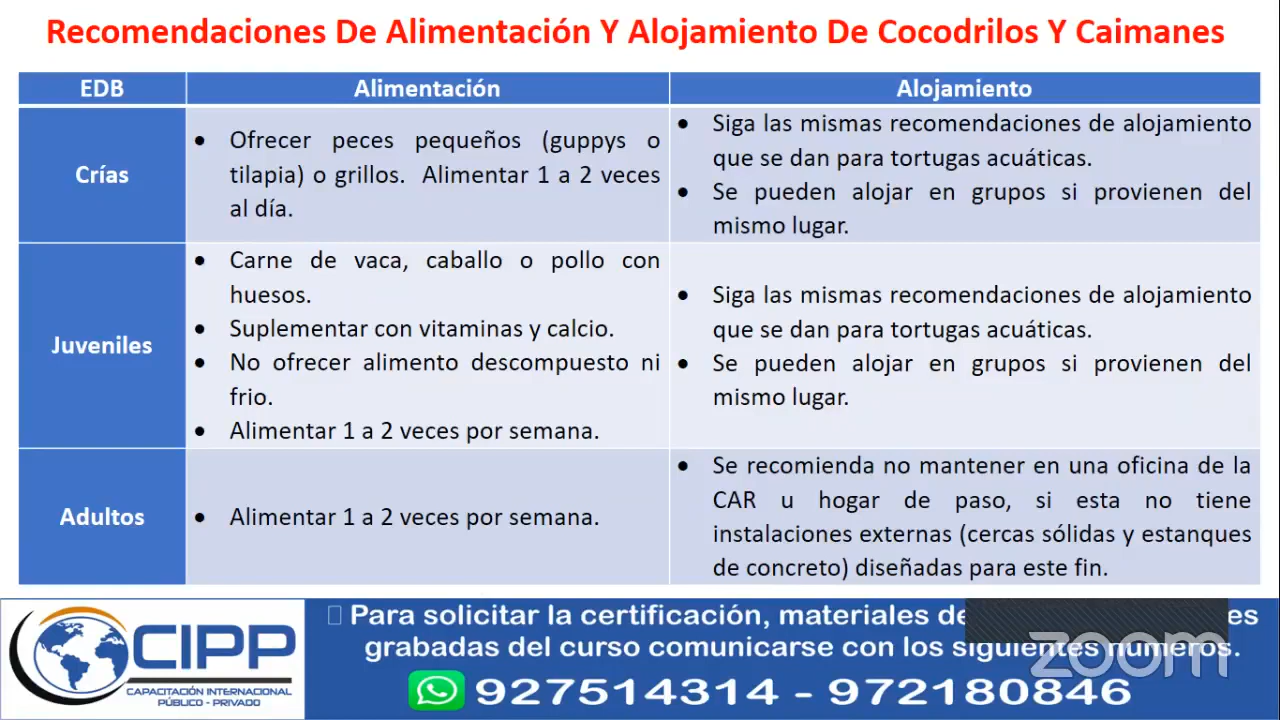 Recomendaciones De Alimentación Y Alojamiento De Cocodrilos Y Caimanes
EDB
Alimentación
Alojamiento
Crías
• Ofrecer peces pequeños (guppys o
tilapia) o grillos. Alimentar 1 a 2 veces
al día.
• Siga las mismas recomendaciones de alojamiento
que se dan para tortugas acuáticas.
• Se pueden alojar en grupos si provienen del
mismo lugar.
Juveniles
• Carne de vaca, caballo o pollo con
huesos.
• Suplementar con vitaminas y calcio.
• No ofrecer alimento descompuesto ni
frio.
• Alimentar 1 a 2 veces por semana.
• Siga las mismas recomendaciones de alojamiento
que se dan para tortugas acuáticas.
• Se pueden alojar en grupos si provienen del
mismo lugar.
Adultos
• Alimentar 1 a 2 veces por semana.
• Se recomienda no mantener en una oficina de la
CAR u hogar de paso, si esta no tiene
instalaciones externas (cercas sólidas y estanques
de concreto) diseñadas para este fin.
CIPP
CAPACITACIÓN INTERNACIONAL
PÚBLICO - PRIVADO
Para solicitar la certificación, materiales de
grabadas del curso comunicarse con los siguientes números.
927514314 - 972180846
zoom